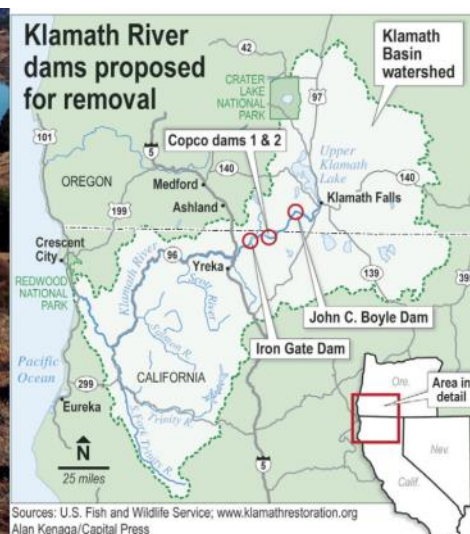 Klamath River
dams proposed
for removal
Klamath
Basin
watershed
42
CRATER
LAKE
NATIONAL
PARK
97
101
5
Copco dams 1 & 2
Upper
Klamath
Lake
140
140
OREGON
Medford
Ashland
Klamath Falls
199
Crescent
City
Klamath River
96
Yreka
Scott
River
139
39
REDWOOD
NATIONAL
PARK
John C. Boyle Dam
Iron Gate Dam
Salmon R.
Pacific
Ocean
CALIFORNIA
299
Trinity R.
Eureka
S. Fork Trinity R.
5
N
25 miles
Ore.
Area in
detail
Nev.
Calif.
Sources: U.S. Fish and Wildlife Service; www.klamathrestoration.org
Alan Kenaga/Capital Press